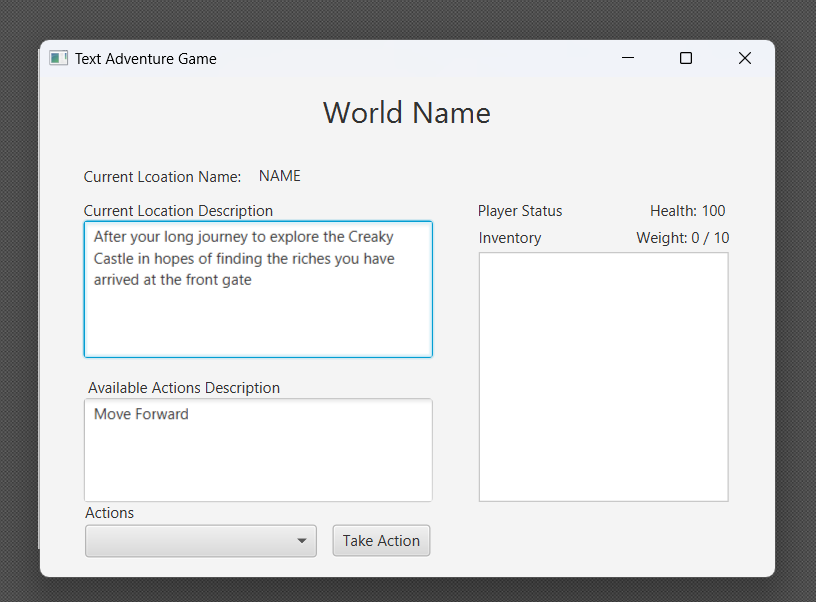 Text Adventure Game
World Name
Current Lcoation Name: NAME
Current Location Description
After your long journey to explore the Creaky
Castle in hopes of finding the riches you have
arrived at the front gate
Player Status Health: 100
Inventory Weight: 0 / 10
Available Actions Description
Move Forward
Actions
Take Action